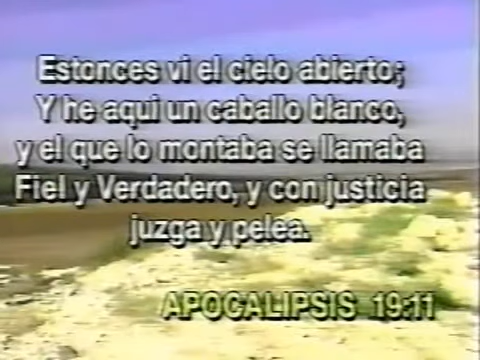 Estonces vi el cielo abierto;
Y he aqui un caballo blanco,
y el que lo montaba se llamaba
Fiel y Verdadero, y con justicia
juzga y pelea.
APOCALIPSIS 19:11